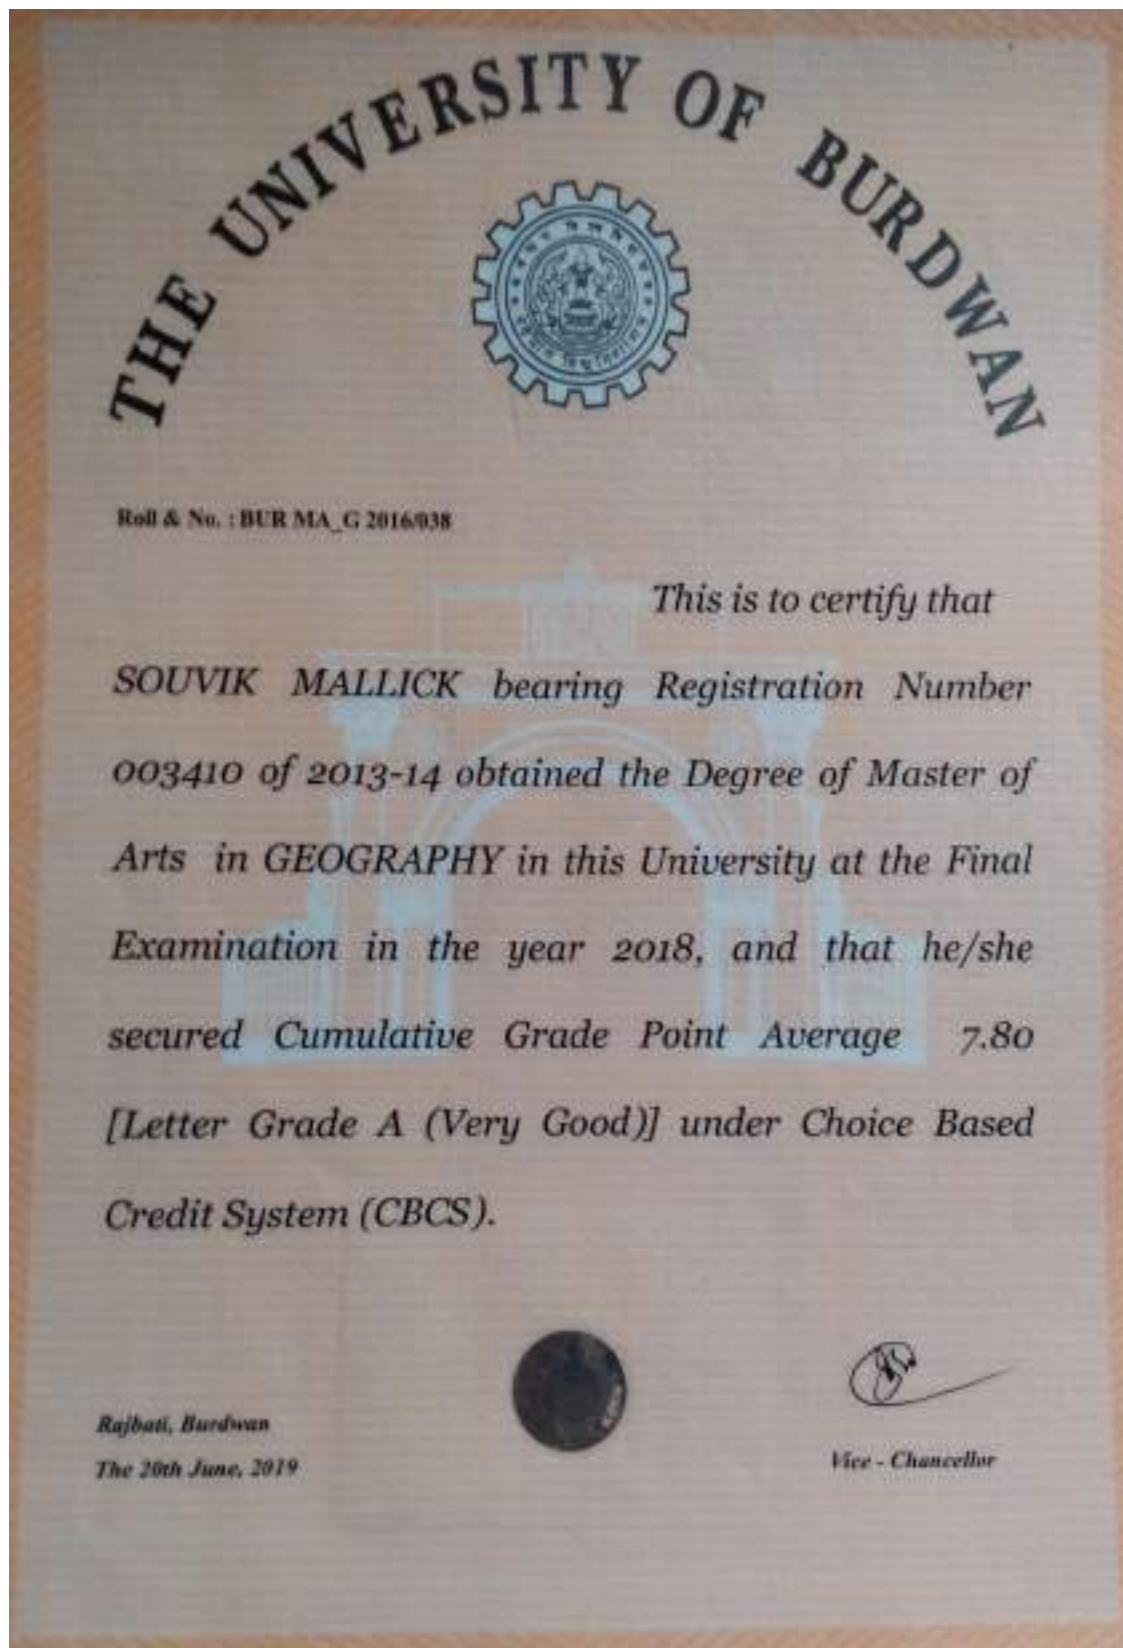 THE UNIVERSITY OF BURDWAN
Roll & No. : BUR MA_G 2016/038
This is to certify that
SOUVIK MALLICK bearing Registration Number
003410 of 2013-14 obtained the Degree of Master of
Arts in GEOGRAPHY in this University at the Final
Examination in the year 2018, and that he/she
secured Cumulative Grade Point Average 7.80
[Letter Grade A (Very Good)] under Choice Based
Credit System (CBCS).
Rajbati, Burdwan
The 20th June, 2019
Vice - Chancellor